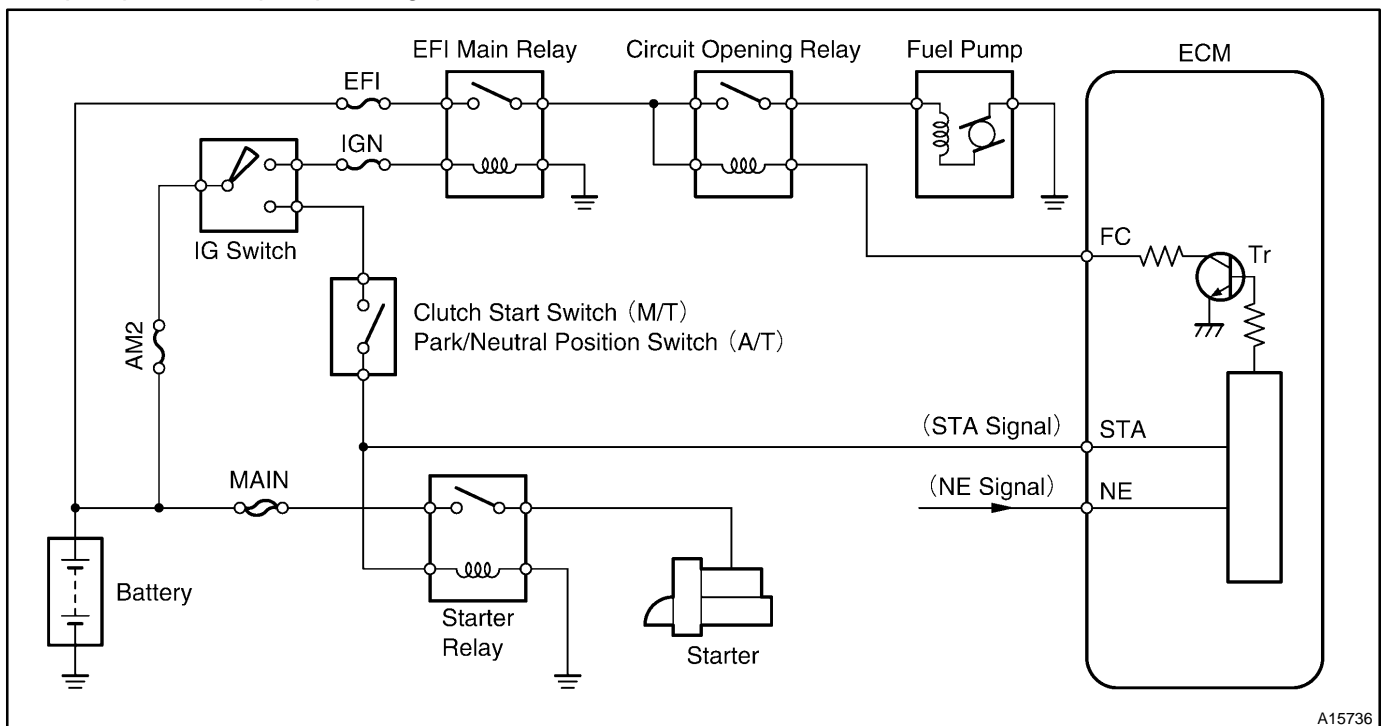 EFI Main Relay
Circuit Opening Relay
Fuel Pump
ECM
EFI
IGN
IG Switch
FC
Tr
Clutch Start Switch (M/T)
Park/Neutral Position Switch (A/T)
AM2
(STA Signal)
STA
MAIN
(NE Signal)
NE
Battery
Starter
Relay
Starter
A15736